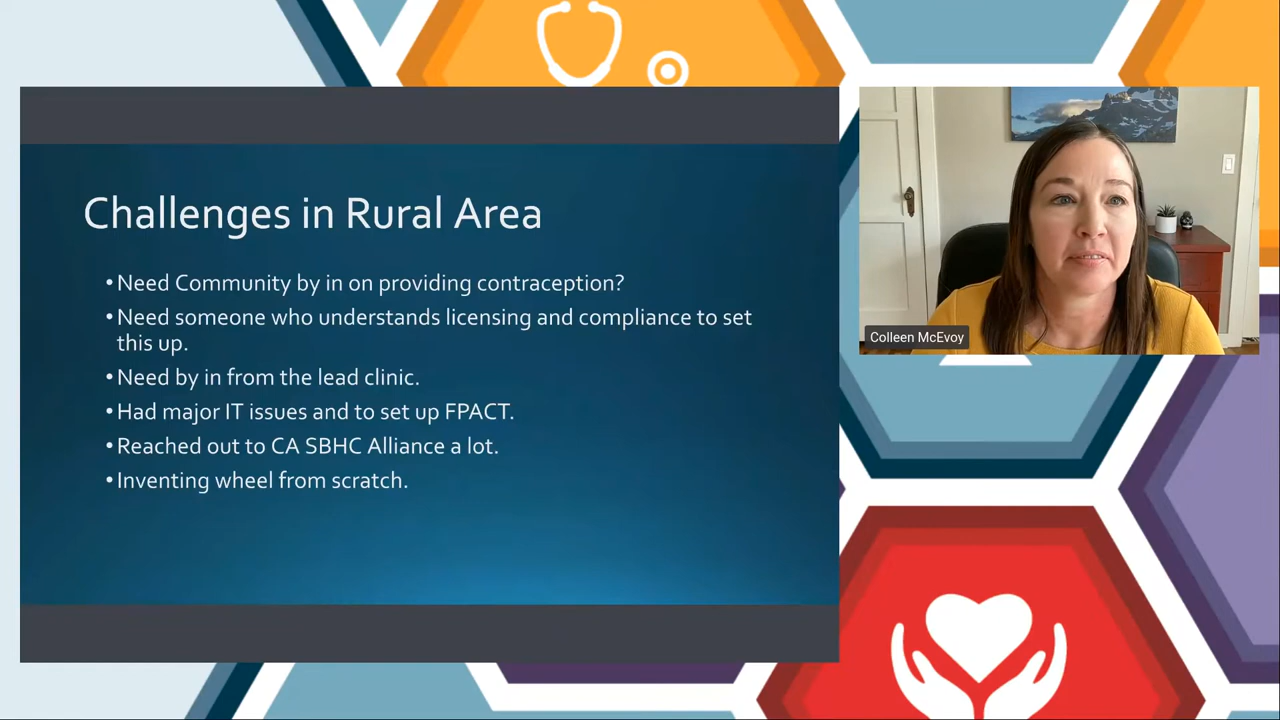 Challenges in Rural Area
•Need Community by in on providing contraception?
•Need someone who understands licensing and compliance to set
this up.
•Need by in from the lead clinic.
•Had major IT issues and to set up FPACT.
•Reached out to CA SBHC Alliance a lot.
•Inventing wheel from scratch.
Colleen McEvoy